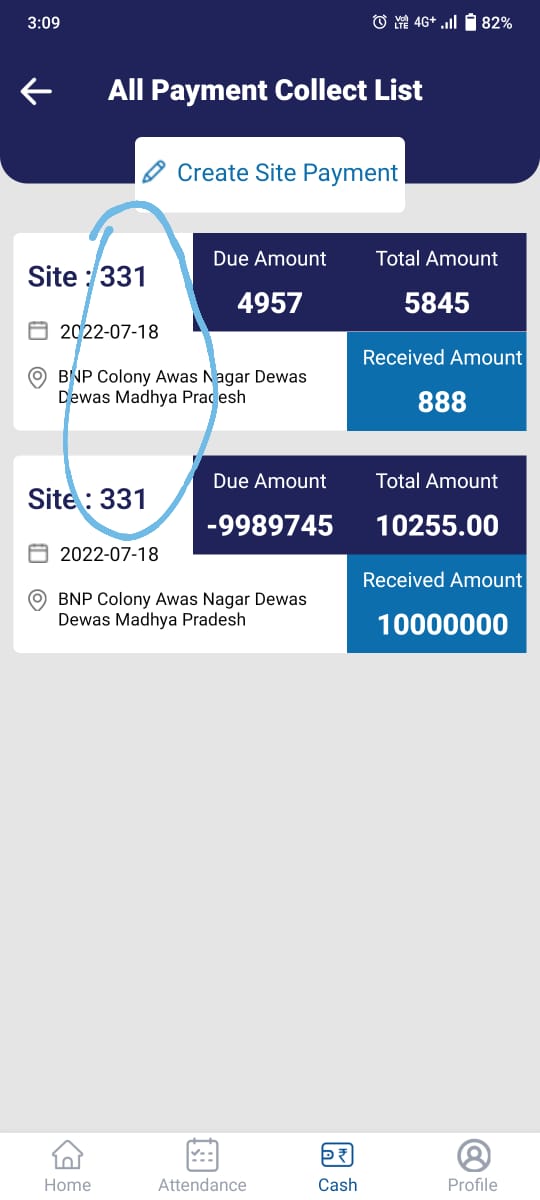 3:09 VoLTE 4G+ 82%
All Payment Collect List
Create Site Payment
Site : 331
2022-07-18
BNP Colony Awas Nagar Dewas
Dewas Madhya Pradesh
Due Amount
4957
Total Amount
5845
Received Amount
888
Site : 331
2022-07-18
BNP Colony Awas Nagar Dewas
Dewas Madhya Pradesh
Due Amount
-9989745
Total Amount
10255.00
Received Amount
10000000
Home Attendance Cash Profile